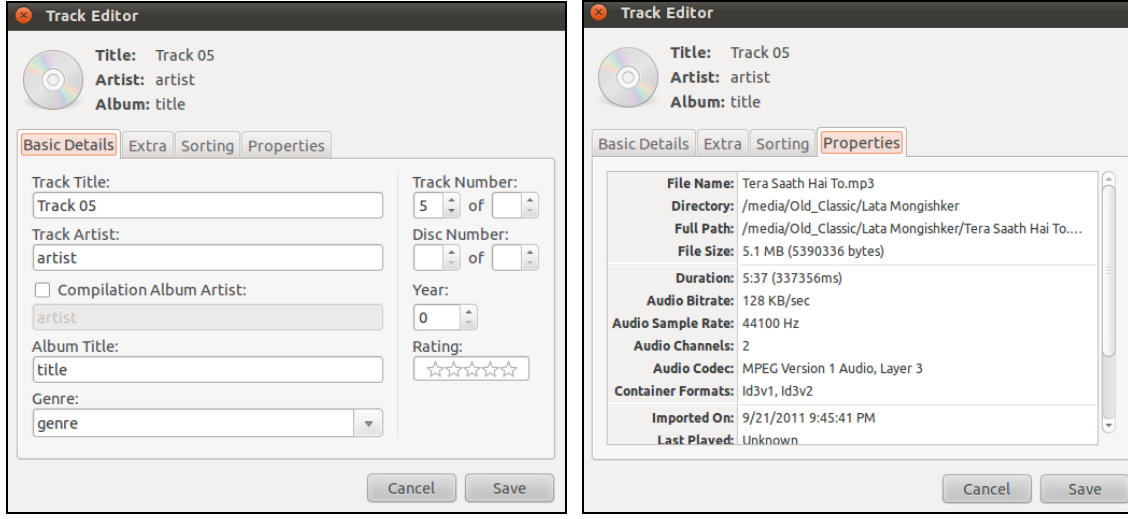 Track Editor
Title: Track 05
Artist: artist
Album: title
Basic Details Extra Sorting Properties
Track Title:
Track 05
Track Artist:
artist
Compilation Album Artist:
artist
Album Title:
title
Genre:
genre
Track Number:
5 of
Disc Number:
of
Year:
0
Rating:
Cancel Save
Track Editor
Title: Track 05
Artist: artist
Album: title
Basic Details Extra Sorting Properties
File Name: Tera Saath Hai To.mp3
Directory: /media/Old_Classic/Lata Mongishker
Full Path: /media/Old_Classic/Lata Mongishker/Tera Saath Hai To....
File Size: 5.1 MB (5390336 bytes)
Duration: 5:37 (337356ms)
Audio Bitrate: 128 KB/sec
Audio Sample Rate: 44100 Hz
Audio Channels: 2
Audio Codec: MPEG Version 1 Audio, Layer 3
Container Formats: Id3v1, Id3v2
Imported On: 9/21/2011 9:45:41 PM
Last Played: Unknown
Cancel Save